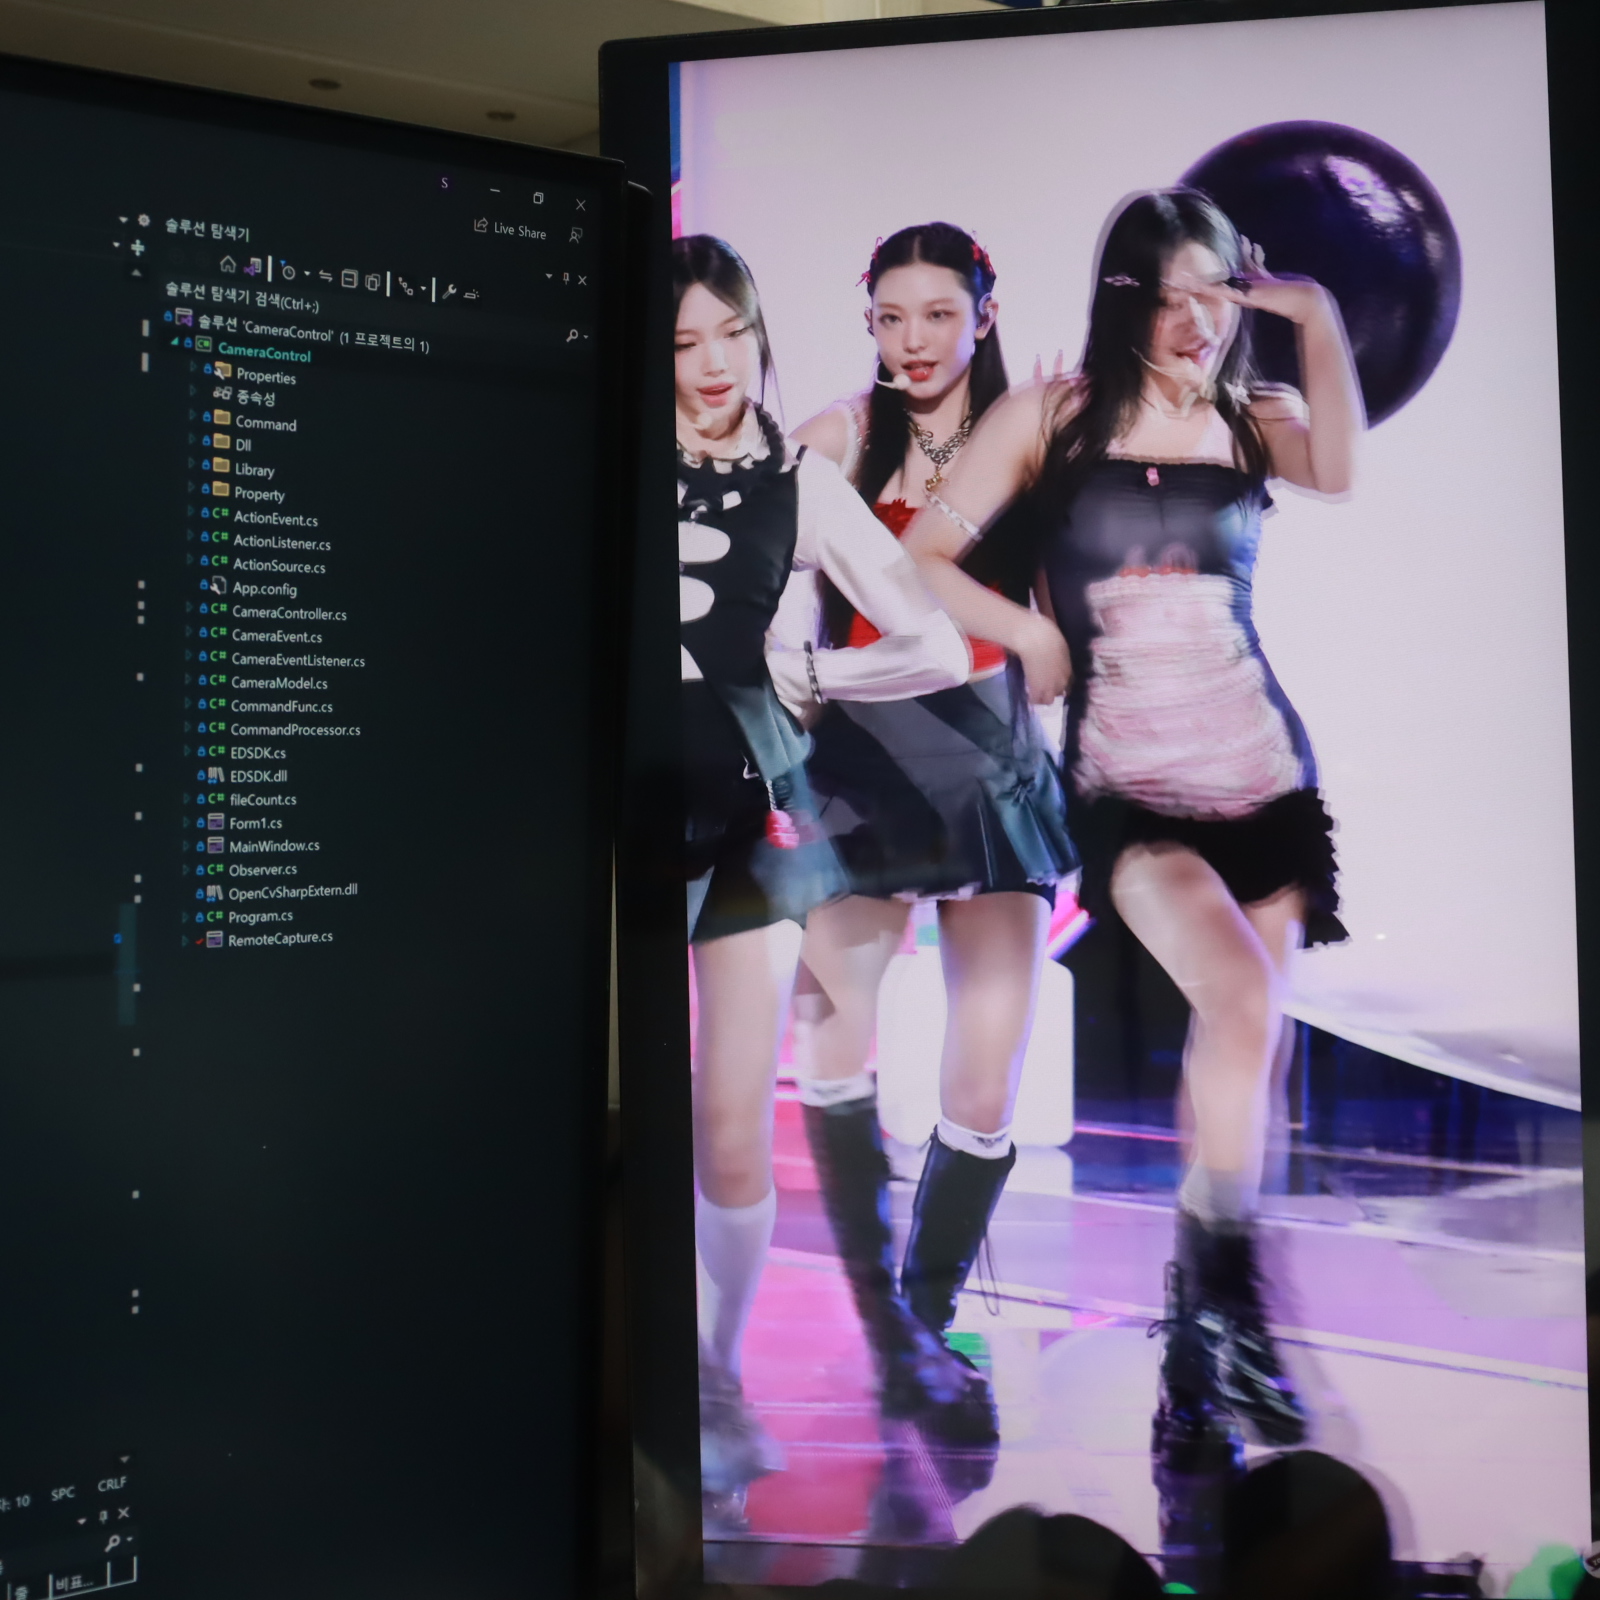 S
Live Share
솔루션 탐색기
솔루션 탐색기 검색(Ctrl+;)
솔루션 'CameraControl' (1 프로젝트의 1)
C# CameraControl
Properties
종속성
Command
Dll
Library
Property
C# ActionEvent.cs
C# ActionListener.cs
C# ActionSource.cs
App.config
C# CameraController.cs
C# CameraEvent.cs
C# CameraEventListener.cs
C# CameraModel.cs
C# CommandFunc.cs
C# CommandProcessor.cs
C# EDSDK.cs
EDSDK.dll
C# fileCount.cs
Form1.cs
MainWindow.cs
C# Observer.cs
OpenCvSharpExtern.dll
C# Program.cs
RemoteCapture.cs
: 10 SPC CRLF
줄 비표...